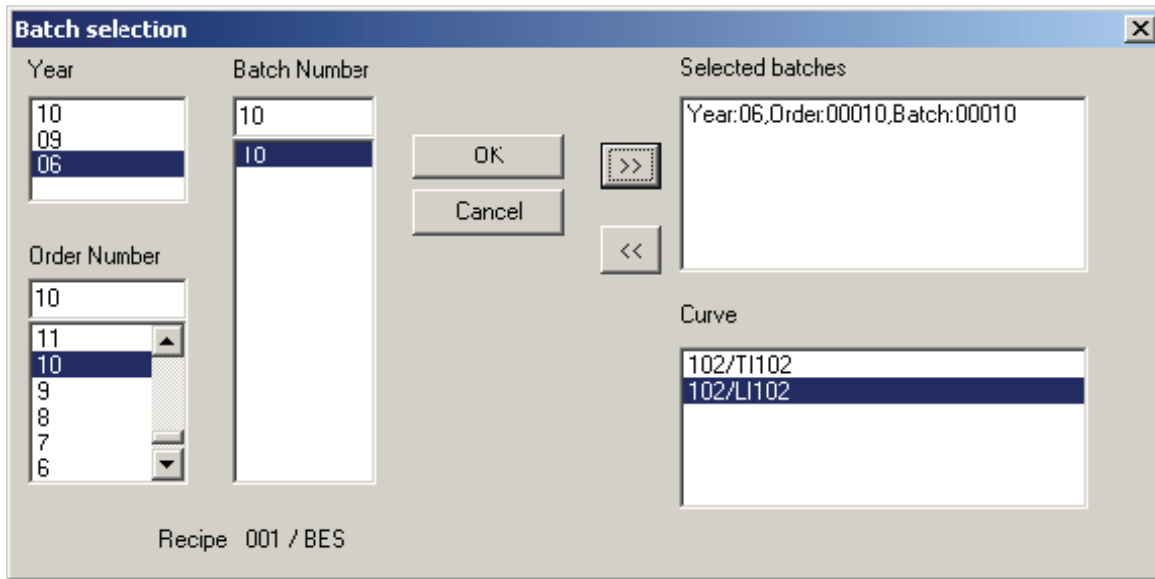 Batch selection
Year
10
09
06
Order Number
10
11
10
9
8
7
6
Batch Number
10
10
OK
Cancel
>>
<<
Selected batches
Year:06,Order:00010,Batch:00010
Curve
102/TI102
102/LI102
Recipe 001 / BES